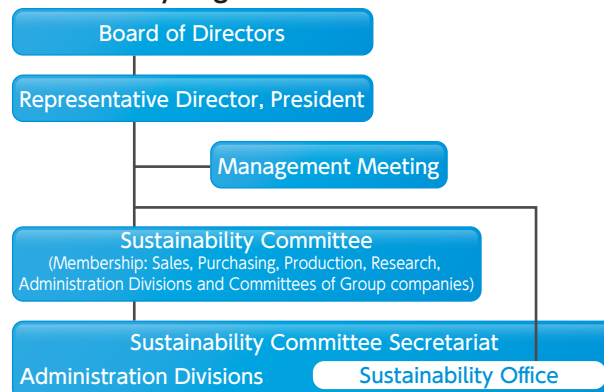 Board of Directors
Representative Director, President
Management Meeting
Sustainability Committee
(Membership: Sales, Purchasing, Production, Research,
Administration Divisions and Committees of Group companies)
Sustainability Committee Secretariat
Administration Divisions
Sustainability Office